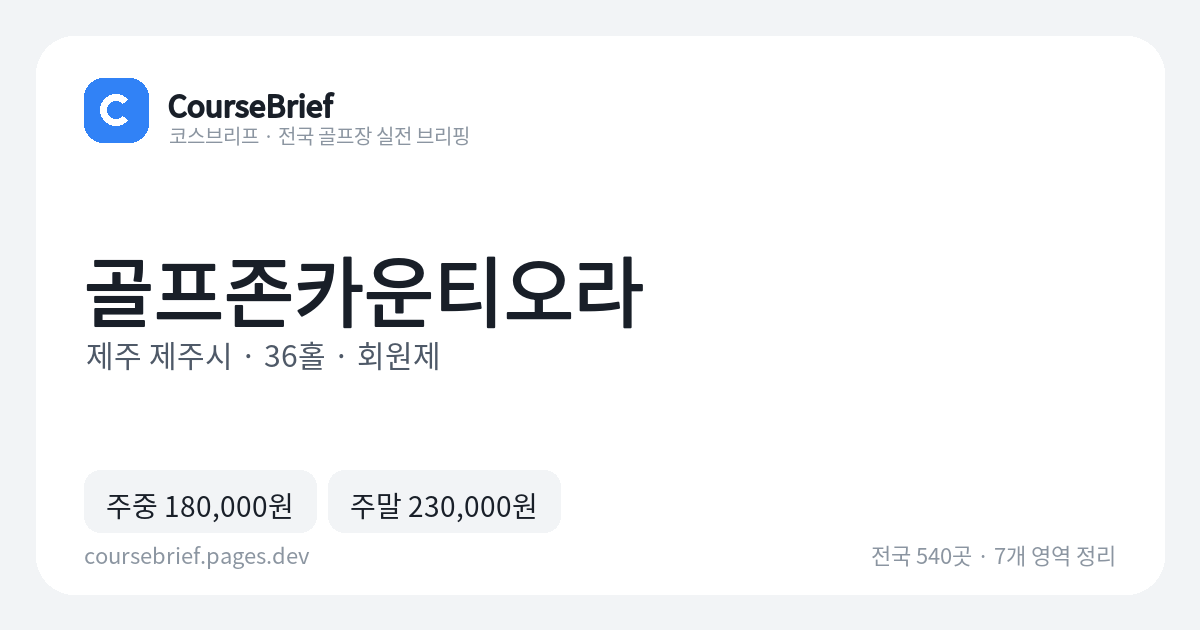 C
CourseBrief
코스브리프 · 전국 골프장 실전 브리핑
골프존카운티오라
제주 제주시 · 36홀 · 회원제
주중 180,000원
주말 230,000원
coursebrief.pages.dev
전국 540곳 · 7개 영역 정리